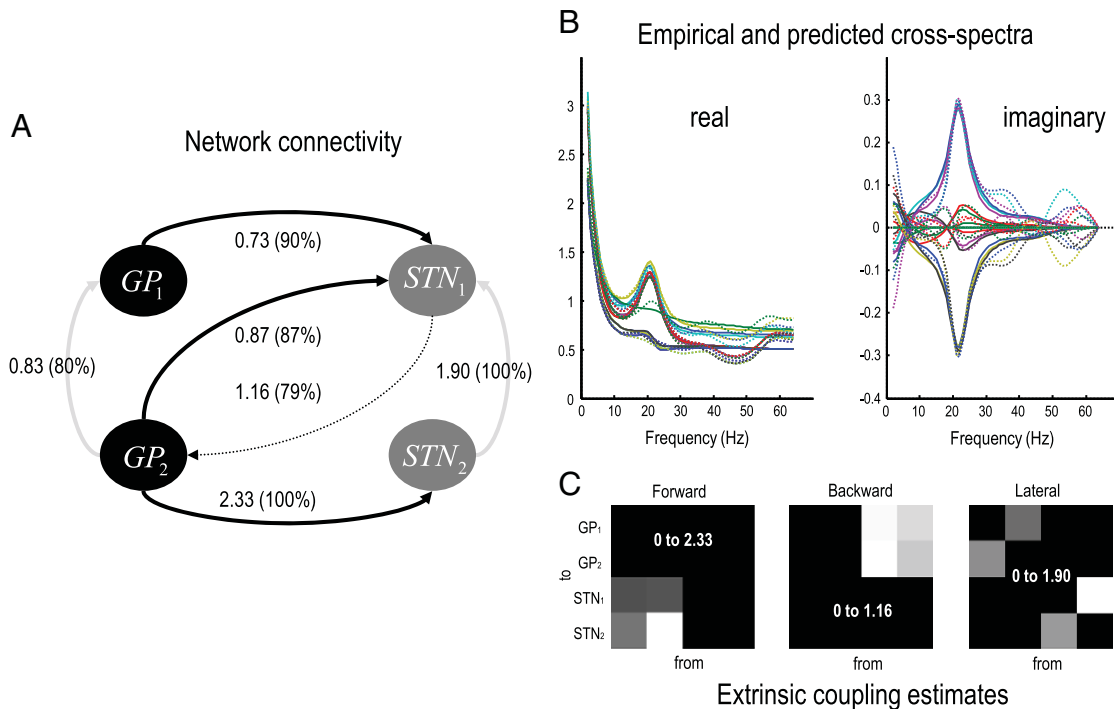 A
Network connectivity
GP1
STN1
GP2
STN2
0.73 (90%)
0.87 (87%)
0.83 (80%)
1.16 (79%)
1.90 (100%)
2.33 (100%)
B
Empirical and predicted cross-spectra
real
3
2.5
2
1.5
1
0.5
0
0 10 20 30 40 50 60
Frequency (Hz)
imaginary
0.3
0.2
0.1
0
-0.1
-0.2
-0.3
-0.4
0 10 20 30 40 50 60
Frequency (Hz)
C
Forward
Backward
Lateral
to
GP1
GP2
STN1
STN2
0 to 2.33
0 to 1.16
0 to 1.90
from
from
from
Extrinsic coupling estimates